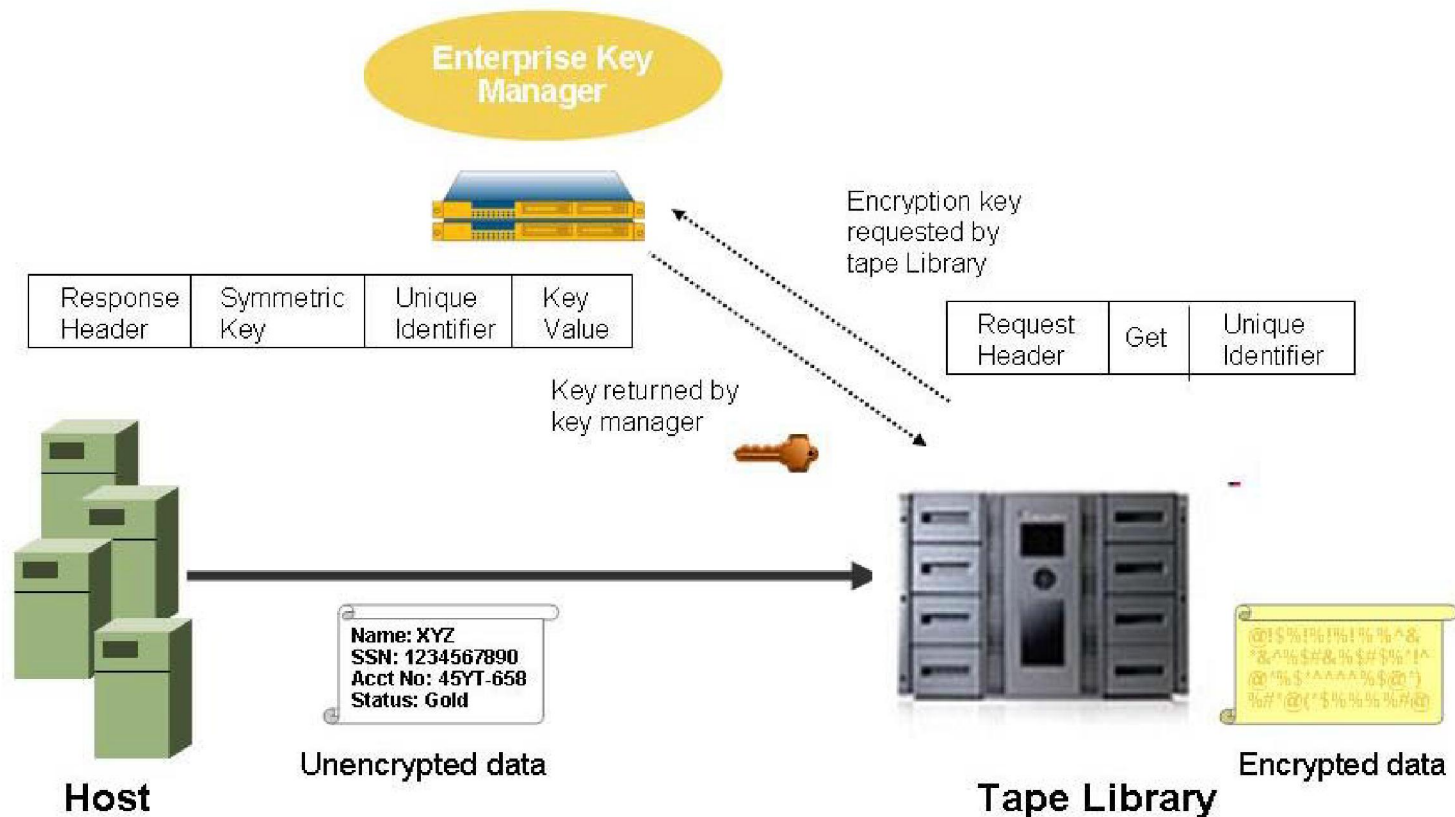 Enterprise Key
Manager
Encryption key
requested by
tape Library
Response
Header
Symmetric
Key
Unique
Identifier
Key
Value
Request
Header
Get
Unique
Identifier
Key returned by
key manager
Name: XYZ
SSN: 1234567890
Acct No: 45YT-658
Status: Gold
Unencrypted data
Encrypted data
Host
Tape Library